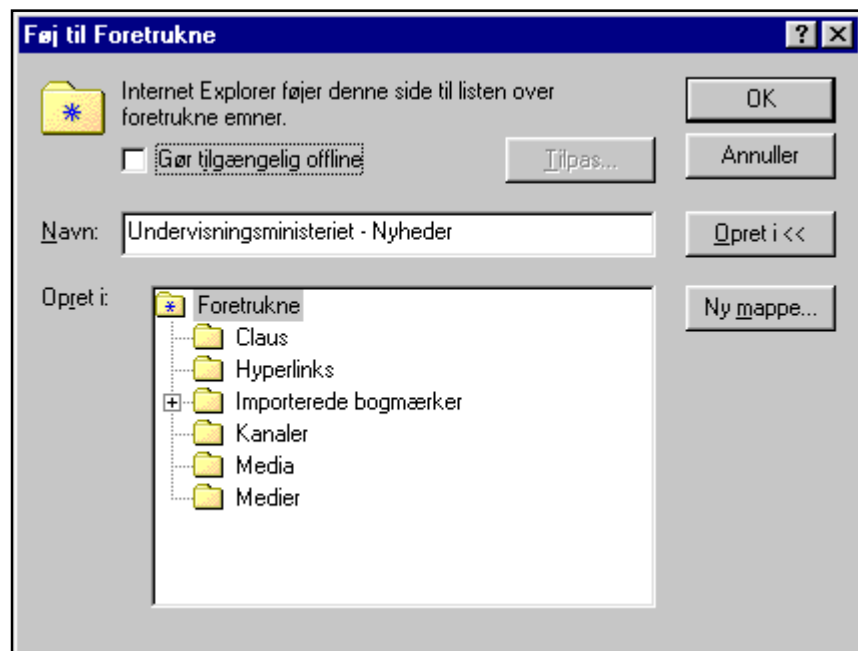 Føj til Foretrukne
Internet Explorer føjer denne side til listen over
foretrukne emner.
OK
Gør tilgængelig offline
Tilpas...
Annuller
Navn:
Undervisningsministeriet - Nyheder
Opret i <<
Opret i:
Foretrukne
Ny mappe...
Claus
Hyperlinks
Importerede bogmærker
Kanaler
Media
Medier